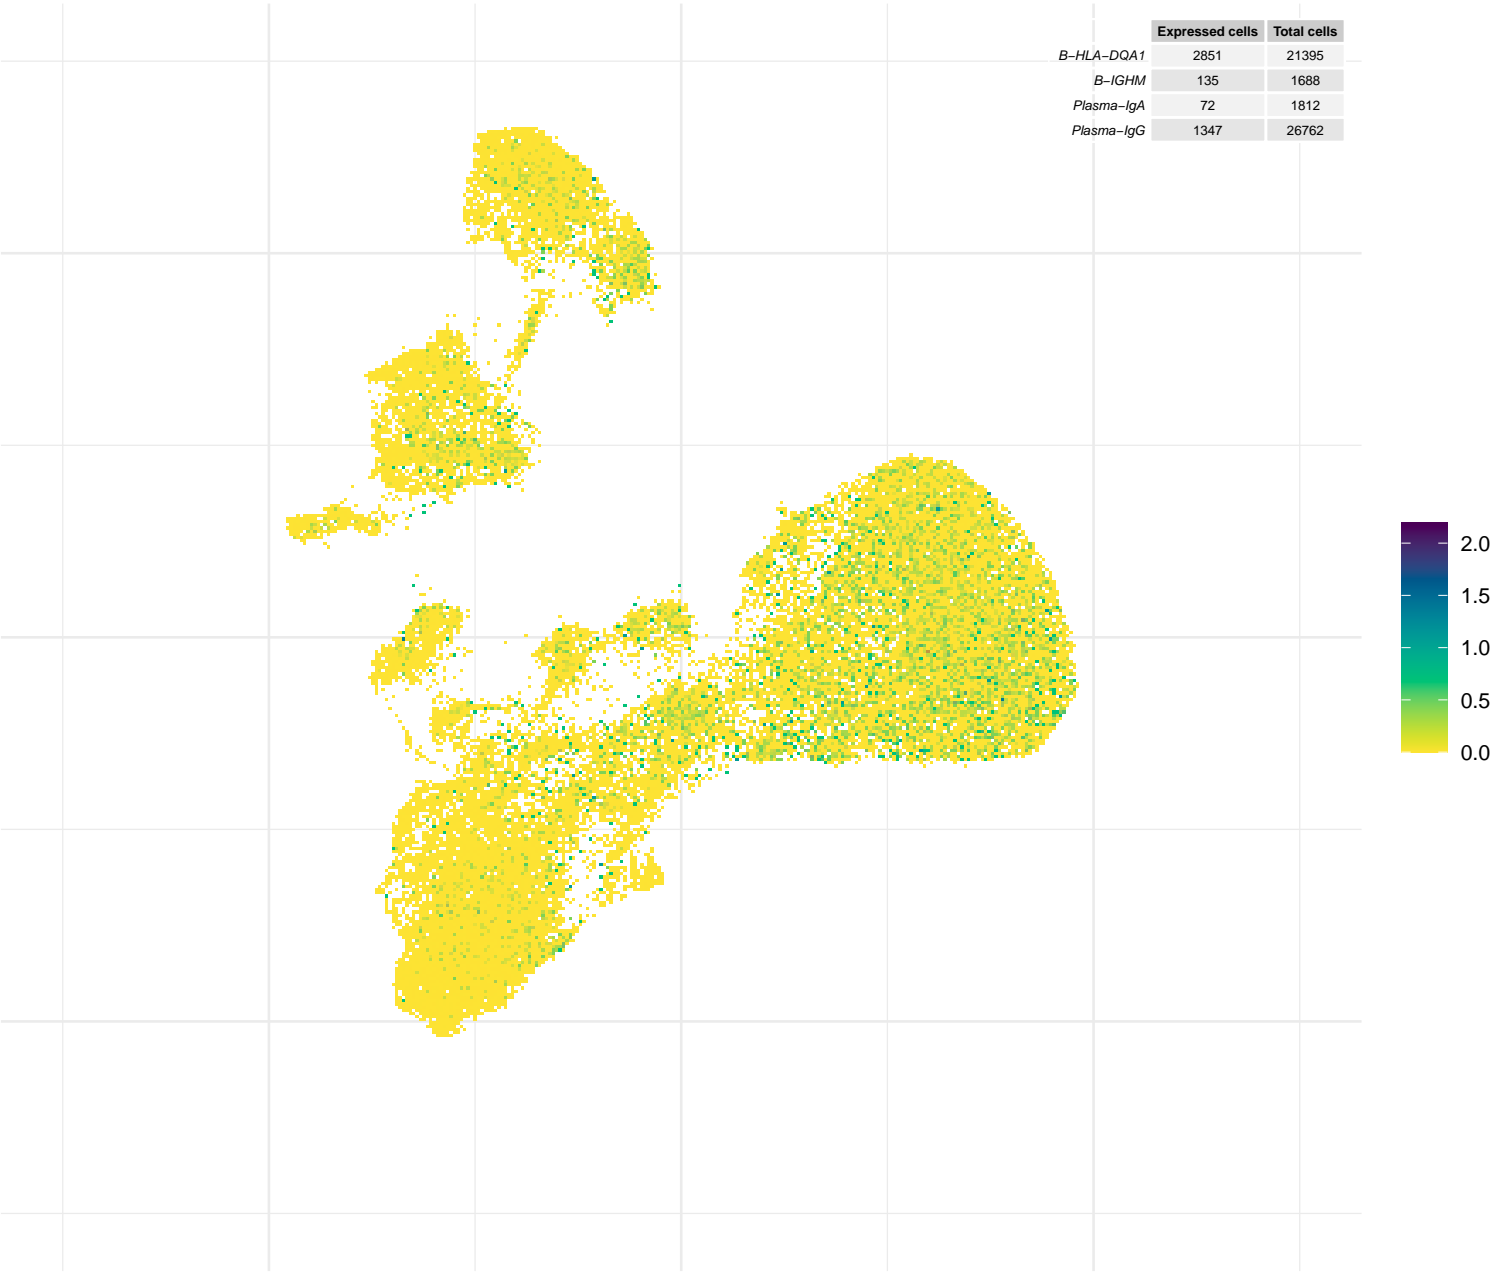 Expressed cells Total cells
B−HLA−DQA1 2851 21395
B−IGHM 135 1688
Plasma−IgA 72 1812
Plasma−IgG 1347 26762
2.0
1.5
1.0
0.5
0.0